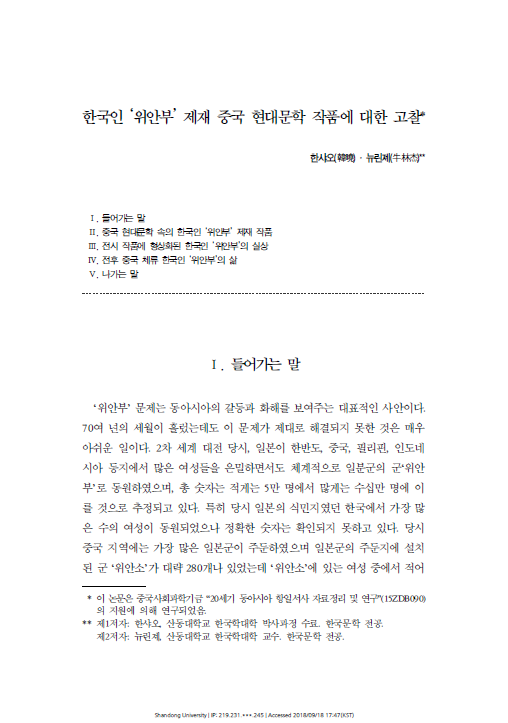 한국인 ‘위안부’ 제재 중국 현대문학 작품에 대한 고찰*
한샤오(韓曉)·뉴린제(牛林杰)**
Ⅰ. 들어가는 말
Ⅱ. 중국 현대문학 속의 한국인 ‘위안부’ 제재 작품
Ⅲ. 전시 작품에 형상화된 한국인 ‘위안부’의 실상
Ⅳ. 전후 중국 체류 한국인 ‘위안부’의 삶
Ⅴ. 나가는 말
Ⅰ. 들어가는 말
‘위안부’ 문제는 동아시아의 갈등과 화해를 보여주는 대표적인 사안이다.
70여 년의 세월이 흘렀는데도 이 문제가 제대로 해결되지 못한 것은 매우
아쉬운 일이다. 2차 세계 대전 당시, 일본이 한반도, 중국, 필리핀, 인도네
시아 등지에서 많은 여성들을 은밀하면서도 체계적으로 일본군의 군‘위안
부’로 동원하였으며, 총 숫자는 적게는 5만 명에서 많게는 수십만 명에 이
를 것으로 추정되고 있다. 특히 당시 일본의 식민지였던 한국에서 가장 많
은 수의 여성이 동원되었으나 정확한 숫자는 확인되지 못하고 있다. 당시
중국 지역에는 가장 많은 일본군이 주둔하였으며 일본군의 주둔지에 설치
된 군 ‘위안소’가 대략 280개나 있었는데 ‘위안소’에 있는 여성 중에서 적어
* 이 논문은 중국사회과학기금 “20세기 동아시아 항일서사 자료정리 및 연구”(15ZDB090)
의 지원에 의해 연구되었음.
** 제1저자: 한샤오, 산동대학교 한국학대학 박사과정 수료. 한국문학 전공.
제2저자: 뉴린제, 산동대학교 한국학대학 교수. 한국문학 전공.
Shandong University | IP: 219.231.***.245 | Accessed 2018/09/18 17:47(KST)